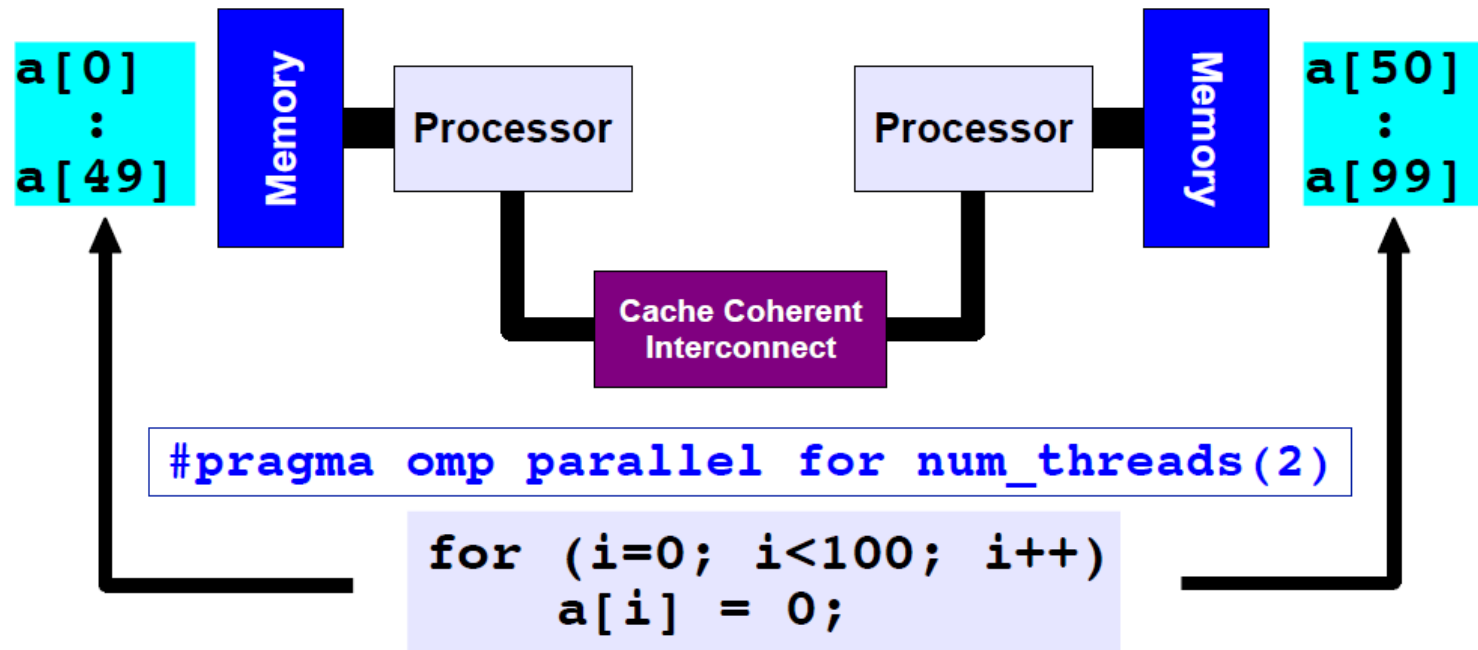 a[0]
:
a[49]
Memory
Processor
Processor
Memory
a[50]
:
a[99]
Cache Coherent
Interconnect
#pragma omp parallel for num_threads(2)
for (i=0; i<100; i++)
a[i] = 0;